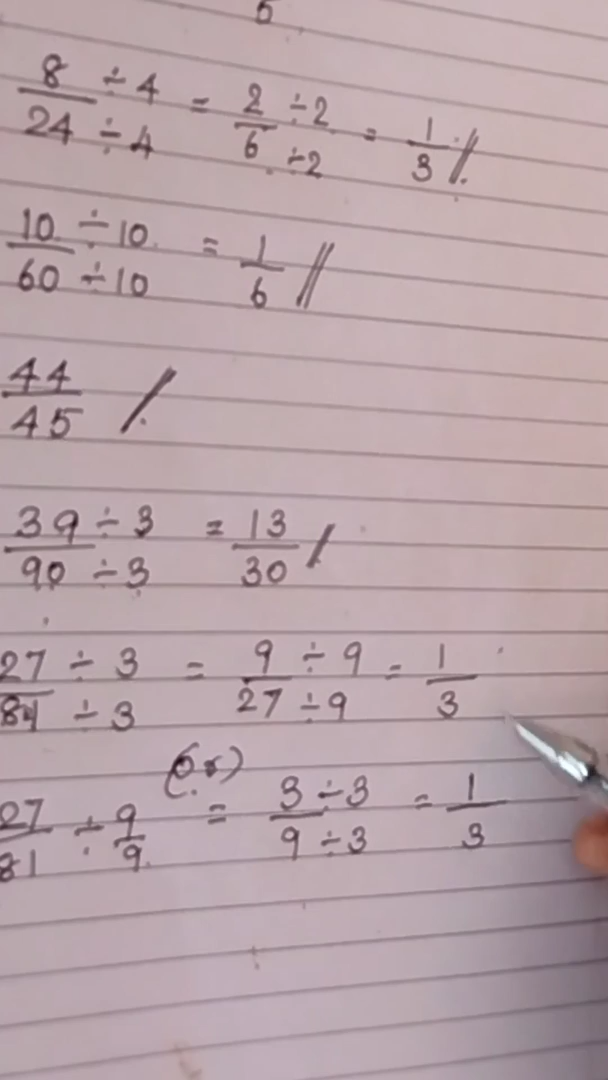 5
8/24 ÷4/÷4 = 2/6 ÷2/÷2 = 1/3 //.
10/60 ÷10/÷10 = 1/6 //
44/45 /.
39/90 ÷3/÷3 = 13/30 /.
27/81 ÷3/÷3 = 9/27 ÷9/÷9 = 1/3
(or)
27/81 ÷ 9/9 = 3/9 ÷3/÷3 = 1/3